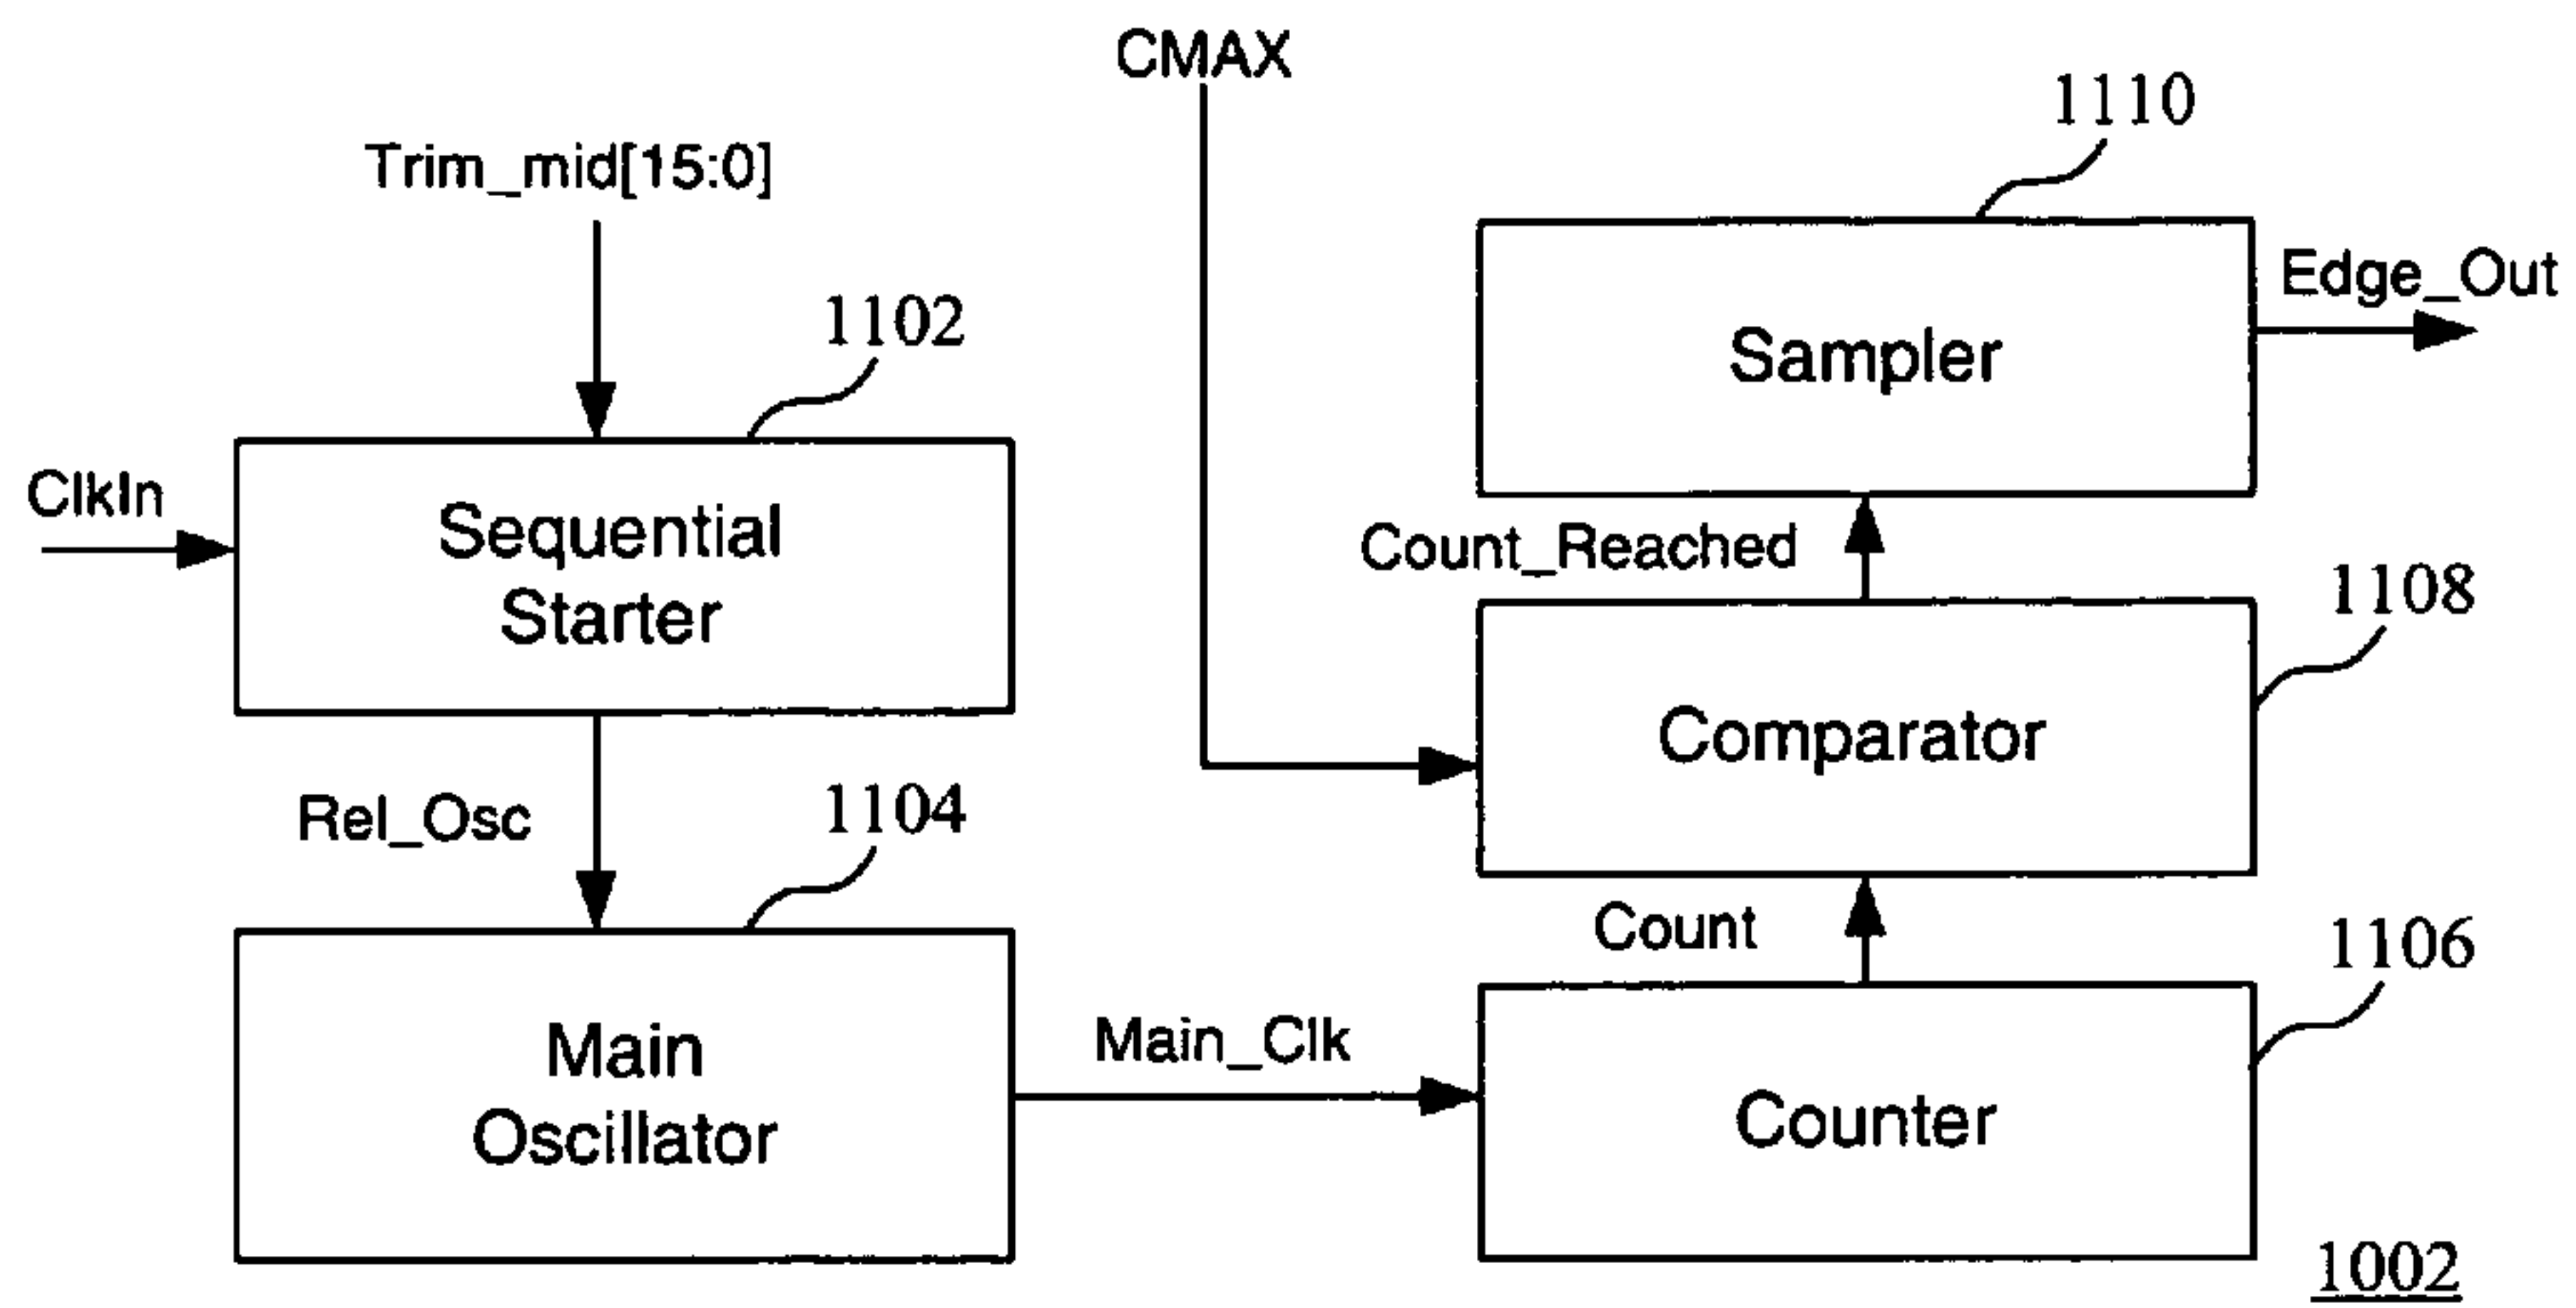 CMAX
1110
Trim_mid[15:0]
Edge_Out
1102
Sampler
ClkIn
Sequential
Starter
Count_Reached
1108
Comparator
Rel_Osc
1104
Count
1106
Main
Oscillator
Main_Clk
Counter
1002